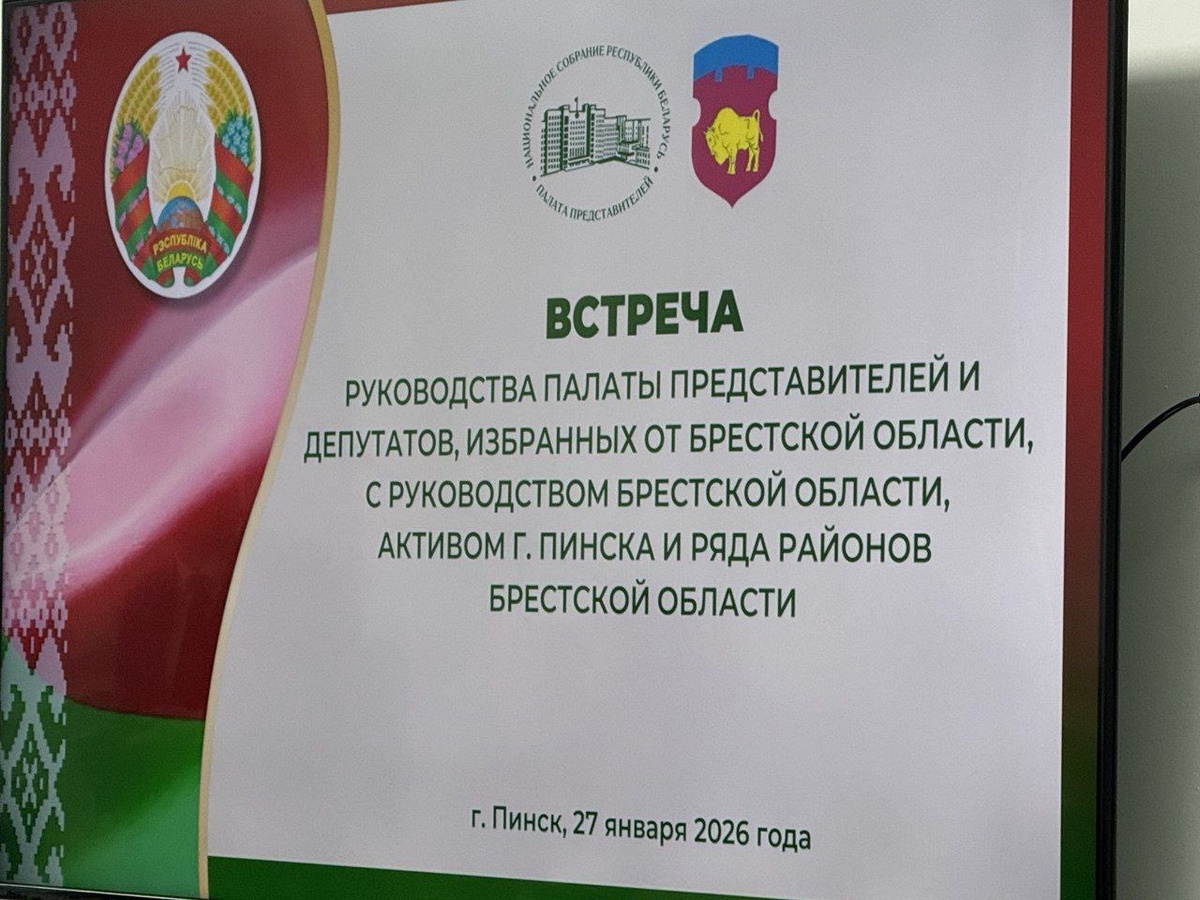 РЭСПУБЛІКА
БЕЛАРУСЬ
НАЦИОНАЛЬНОЕ СОБРАНИЕ РЕСПУБЛИКИ БЕЛАРУСЬ
ПАЛАТА ПРЕДСТАВИТЕЛЕЙ
ВСТРЕЧА
РУКОВОДСТВА ПАЛАТЫ ПРЕДСТАВИТЕЛЕЙ И
ДЕПУТАТОВ, ИЗБРАННЫХ ОТ БРЕСТСКОЙ ОБЛАСТИ,
С РУКОВОДСТВОМ БРЕСТСКОЙ ОБЛАСТИ,
АКТИВОМ Г. ПИНСКА И РЯДА РАЙОНОВ
БРЕСТСКОЙ ОБЛАСТИ
г. Пинск, 27 января 2026 года